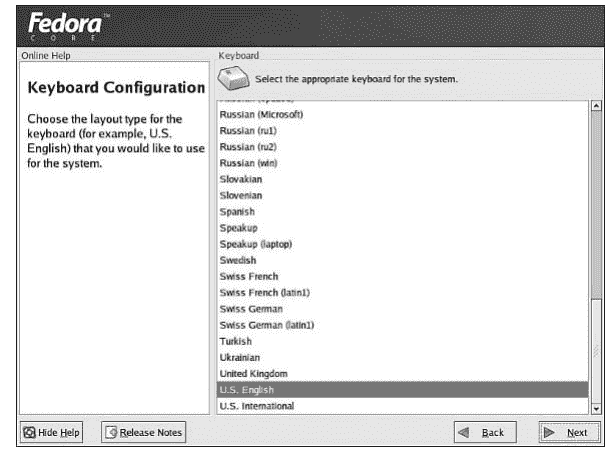 Fedora™
CORE
Online Help
Keyboard Configuration
Choose the layout type for the
keyboard (for example, U.S.
English) that you would like to use
for the system.
Keyboard
Select the appropriate keyboard for the system.
Russian (Microsoft)
Russian (ru1)
Russian (ru2)
Russian (win)
Slovakian
Slovenian
Spanish
Speakup
Speakup (laptop)
Swedish
Swiss French
Swiss French (latin1)
Swiss German
Swiss German (latin1)
Turkish
Ukrainian
United Kingdom
U.S. English
U.S. International
Hide Help
Release Notes
Back
Next